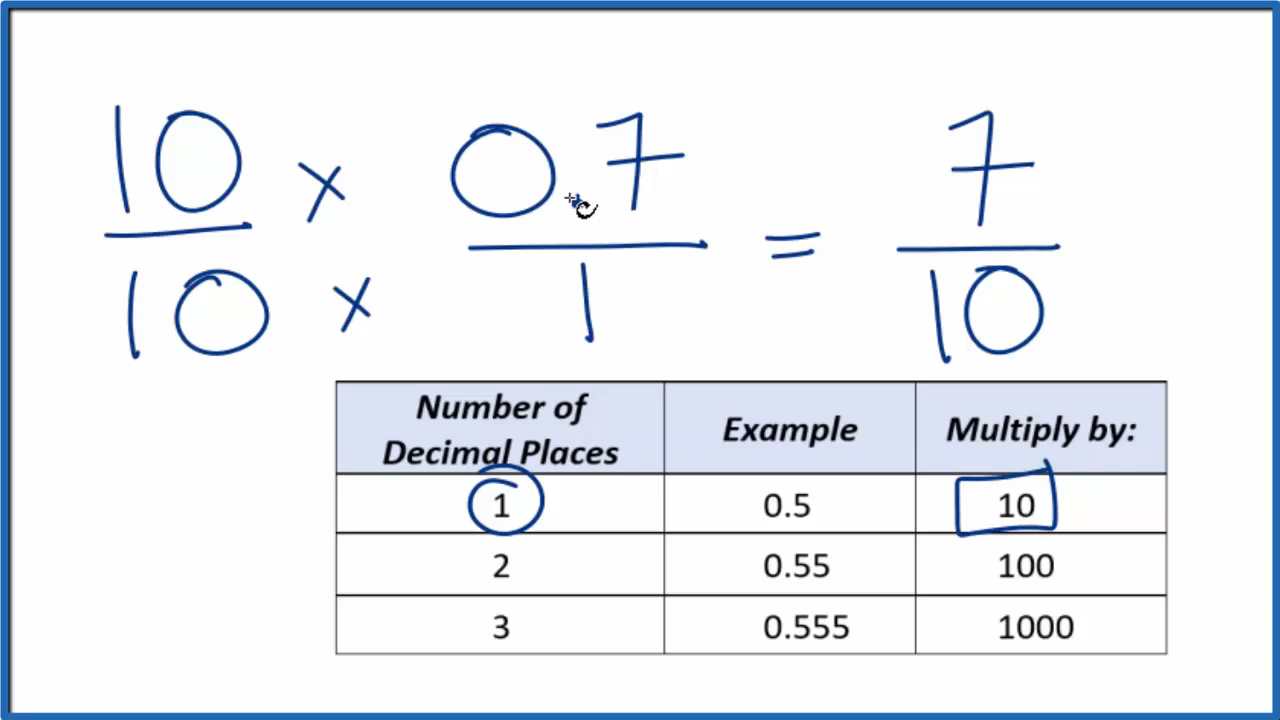 10 × 0.7 = 7
10 × 1 10
Number of Decimal Places Example Multiply by:
1 0.5 10
2 0.55 100
3 0.555 1000